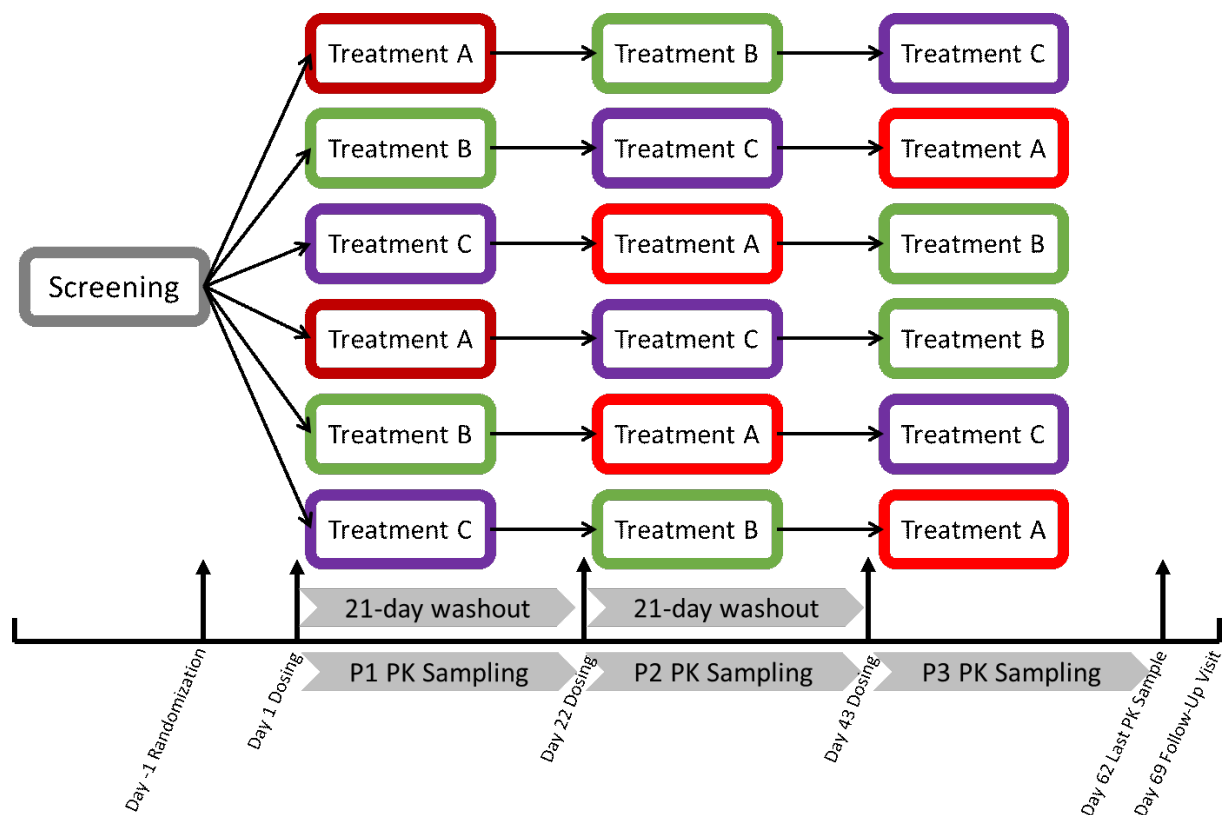 Treatment A
Treatment B
Treatment C
Treatment B
Treatment C
Treatment A
Treatment C
Treatment A
Treatment B
Screening
Treatment A
Treatment C
Treatment B
Treatment B
Treatment A
Treatment C
Treatment C
Treatment B
Treatment A
21-day washout
21-day washout
P1 PK Sampling
P2 PK Sampling
P3 PK Sampling
Day -1 Randomization
Day 1 Dosing
Day 22 Dosing
Day 43 Dosing
Day 62 Last PK Sample
Day 69 Follow-Up Visit